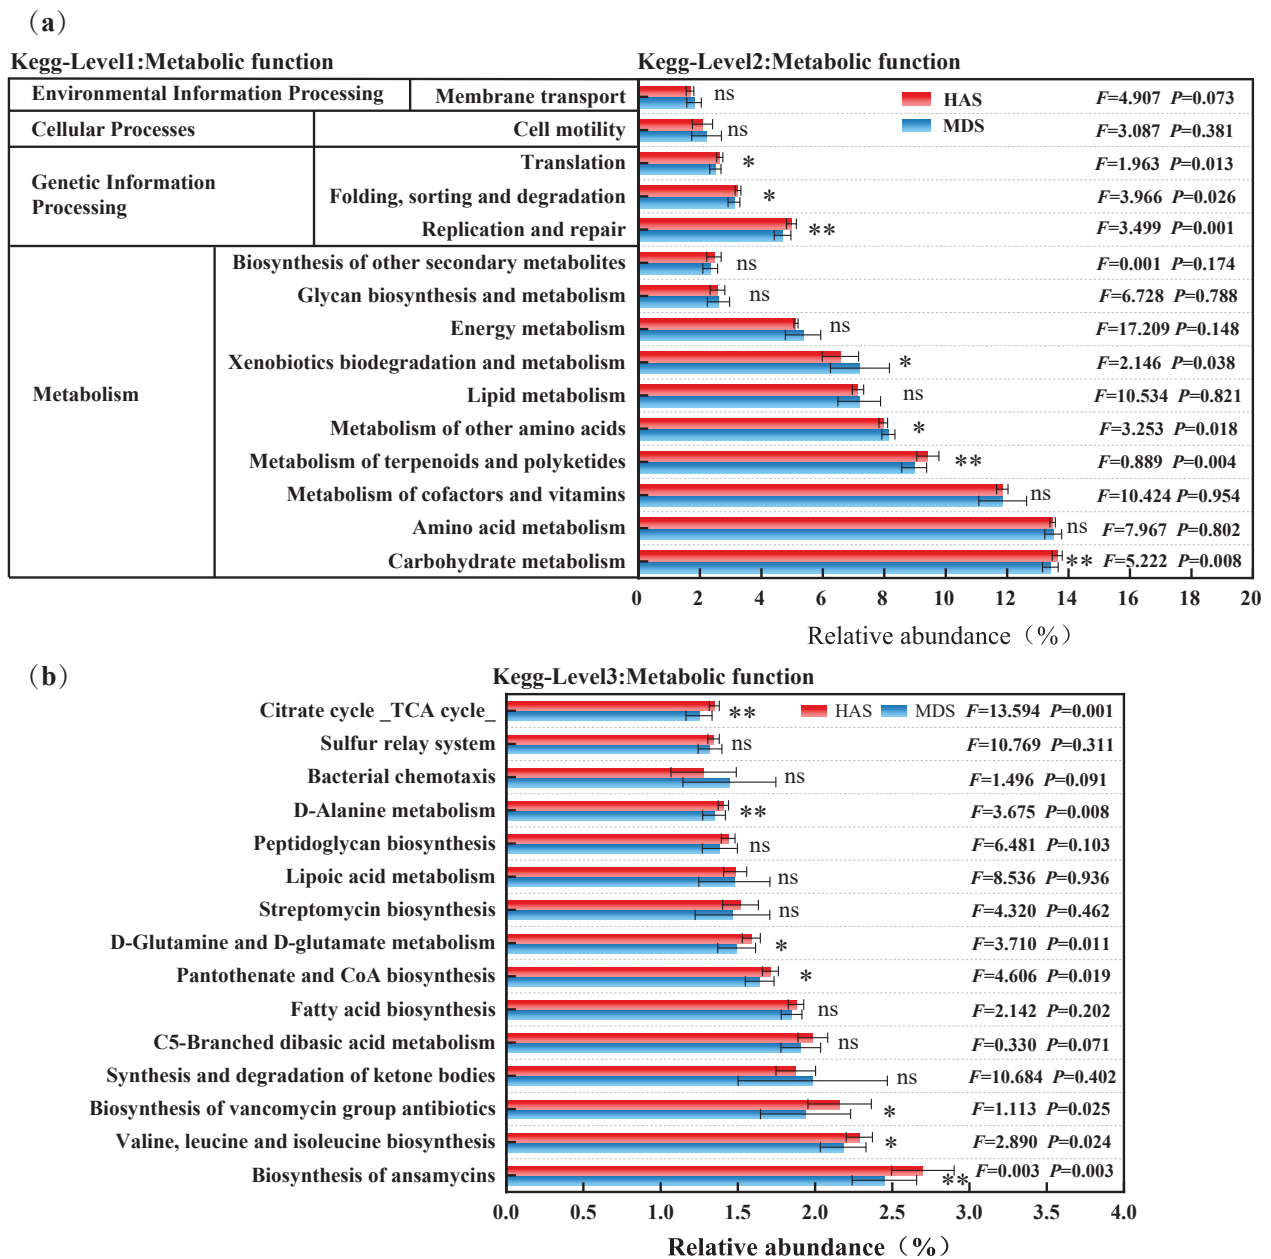 （a）
Kegg-Level1:Metabolic function Kegg-Level2:Metabolic function
Environmental Information Processing Membrane transport ns HAS F=4.907 P=0.073
Cellular Processes Cell motility ns MDS F=3.087 P=0.381
Translation * F=1.963 P=0.013
Genetic Information
Processing
Folding, sorting and degradation * F=3.966 P=0.026
Replication and repair ** F=3.499 P=0.001
Biosynthesis of other secondary metabolites ns F=0.001 P=0.174
Glycan biosynthesis and metabolism ns F=6.728 P=0.788
Energy metabolism ns F=17.209 P=0.148
Xenobiotics biodegradation and metabolism * F=2.146 P=0.038
Metabolism Lipid metabolism ns F=10.534 P=0.821
Metabolism of other amino acids * F=3.253 P=0.018
Metabolism of terpenoids and polyketides ** F=0.889 P=0.004
Metabolism of cofactors and vitamins ns F=10.424 P=0.954
Amino acid metabolism ns F=7.967 P=0.802
Carbohydrate metabolism ** F=5.222 P=0.008
0 2 4 6 8 10 12 14 16 18 20
Relative abundance（%）
（b）
Kegg-Level3:Metabolic function
Citrate cycle _TCA cycle_ ** HAS MDS F=13.594 P=0.001
Sulfur relay system ns F=10.769 P=0.311
Bacterial chemotaxis ns F=1.496 P=0.091
D-Alanine metabolism ** F=3.675 P=0.008
Peptidoglycan biosynthesis ns F=6.481 P=0.103
Lipoic acid metabolism ns F=8.536 P=0.936
Streptomycin biosynthesis ns F=4.320 P=0.462
D-Glutamine and D-glutamate metabolism * F=3.710 P=0.011
Pantothenate and CoA biosynthesis * F=4.606 P=0.019
Fatty acid biosynthesis ns F=2.142 P=0.202
C5-Branched dibasic acid metabolism ns F=0.330 P=0.071
Synthesis and degradation of ketone bodies ns F=10.684 P=0.402
Biosynthesis of vancomycin group antibiotics * F=1.113 P=0.025
Valine, leucine and isoleucine biosynthesis * F=2.890 P=0.024
Biosynthesis of ansamycins ** F=0.003 P=0.003
0.0 0.5 1.0 1.5 2.0 2.5 3.0 3.5 4.0
Relative abundance（%）